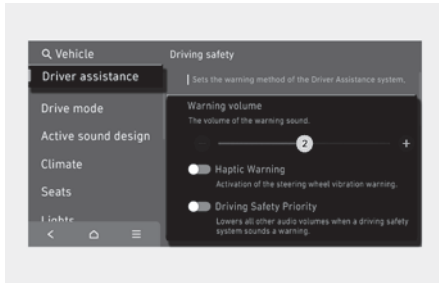 Vehicle
Driver assistance
Drive mode
Active sound design
Climate
Seats
Lights
Driving safety
Sets the warning method of the Driver Assistance system.
Warning volume
The volume of the warning sound.
2
Haptic Warning
Activation of the steering wheel vibration warning.
Driving Safety Priority
Lowers all other audio volumes when a driving safety
system sounds a warning.